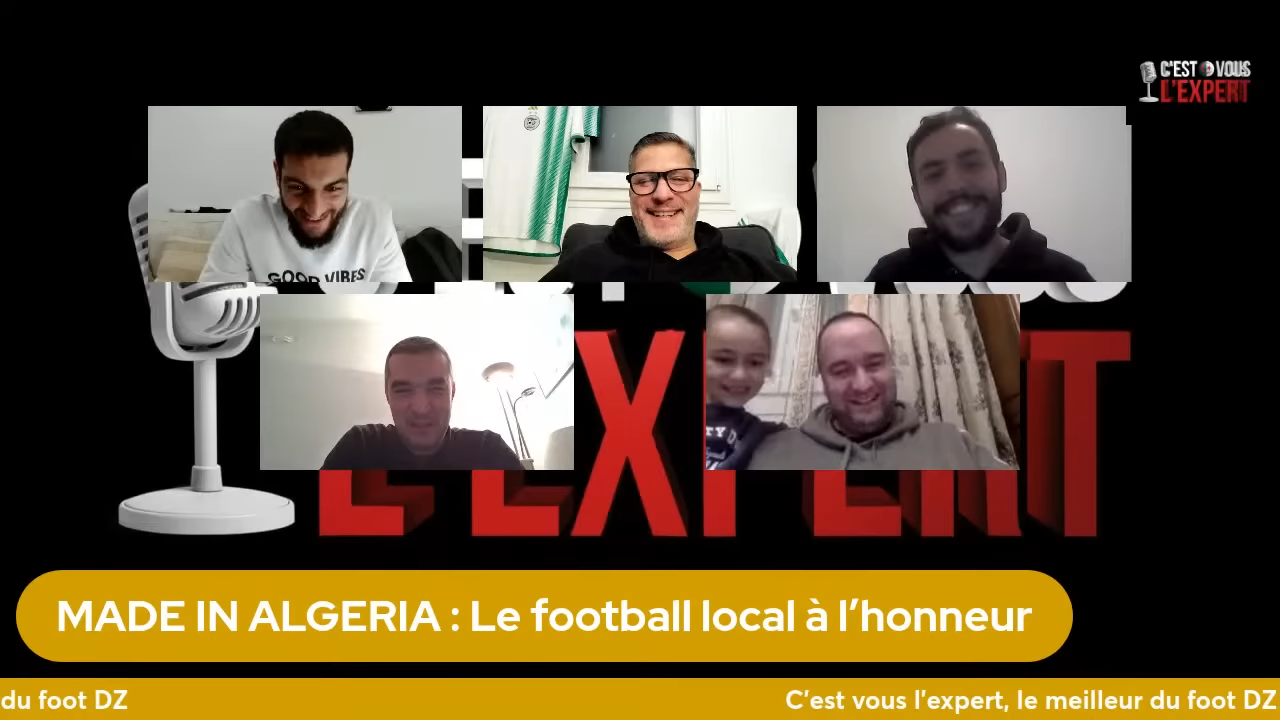 C'EST VOUS
L'EXPERT
GOOD VIBES
L'EXPERT
MADE IN ALGERIA : Le football local à l’honneur
du foot DZ
C'est vous l'expert, le meilleur du foot DZ